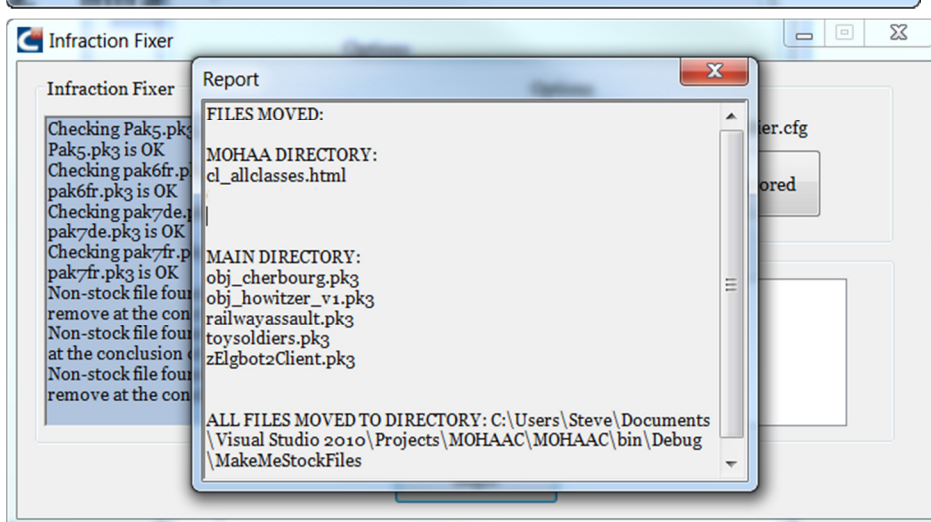 Infraction Fixer
Infraction Fixer
Checking Pak5.pk3
Pak5.pk3 is OK
Checking pak6fr.p
pak6fr.pk3 is OK
Checking pak7de.p
pak7de.pk3 is OK
Checking pak7fr.p
pak7fr.pk3 is OK
Non-stock file foun
remove at the con
Non-stock file foun
at the conclusion
Non-stock file foun
remove at the con
Report
FILES MOVED:
MOHAA DIRECTORY:
cl_allclasses.html
MAIN DIRECTORY:
obj_cherbourg.pk3
obj_howitzer_v1.pk3
railwayassault.pk3
toysoldiers.pk3
zElgbot2Client.pk3
ALL FILES MOVED TO DIRECTORY: C:\Users\Steve\Documents
\Visual Studio 2010\Projects\MOHAAC\MOHAAC\bin\Debug
\MakeMeStockFiles
ier.cfg
ored